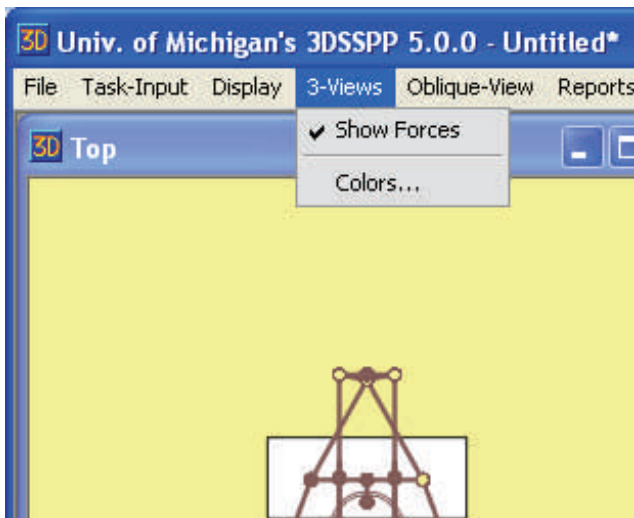 3D Univ. of Michigan's 3DSSPP 5.0.0 - Untitled*
File Task-Input Display 3-Views Oblique-View Reports
Show Forces
3D Top
Colors...